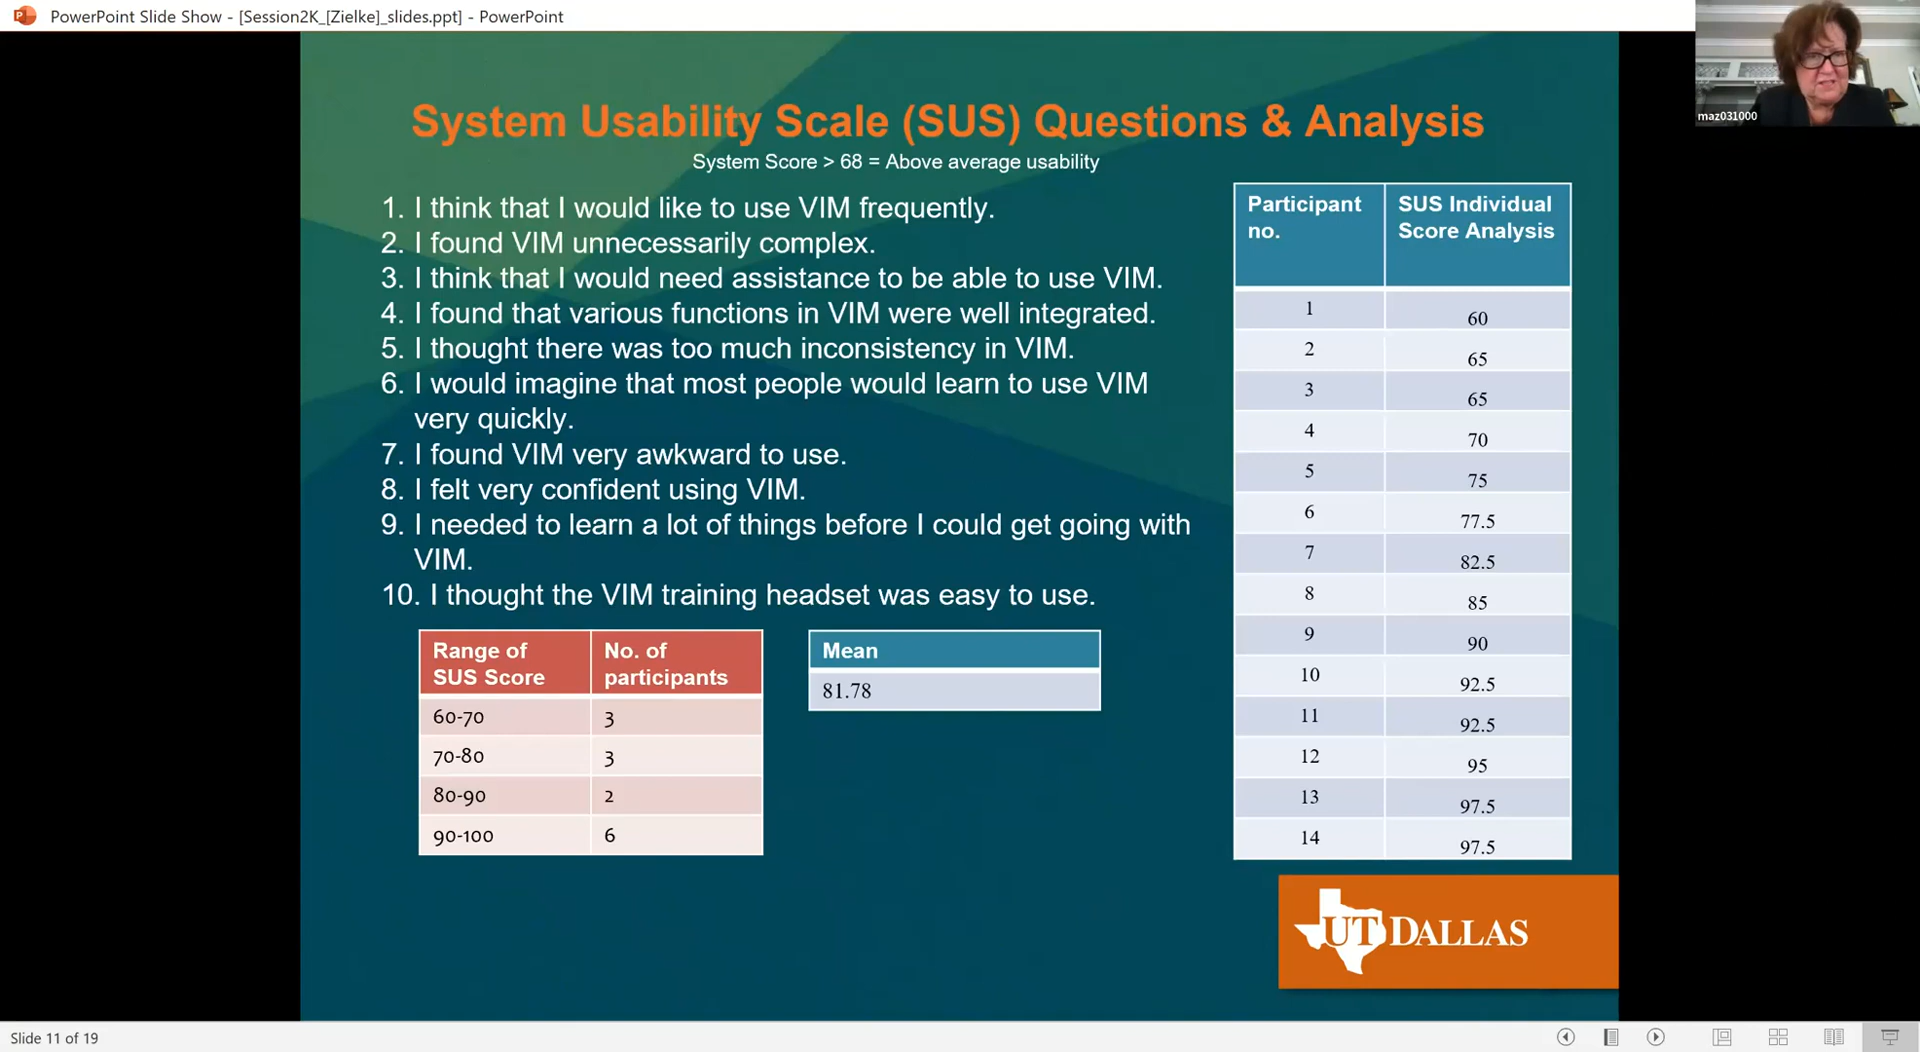 PowerPoint Slide Show - [Session2K_[Zielke]_slides.ppt] - PowerPoint
maz031000
System Usability Scale (SUS) Questions & Analysis
System Score > 68 = Above average usability
1. I think that I would like to use VIM frequently.
2. I found VIM unnecessarily complex.
3. I think that I would need assistance to be able to use VIM.
4. I found that various functions in VIM were well integrated.
5. I thought there was too much inconsistency in VIM.
6. I would imagine that most people would learn to use VIM
very quickly.
7. I found VIM very awkward to use.
8. I felt very confident using VIM.
9. I needed to learn a lot of things before I could get going with
VIM.
10. I thought the VIM training headset was easy to use.
Range of
SUS Score
No. of
participants
60-70 3
70-80 3
80-90 2
90-100 6
Mean
81.78
Participant
no.
SUS Individual
Score Analysis
1 60
2 65
3 65
4 70
5 75
6 77.5
7 82.5
8 85
9 90
10 92.5
11 92.5
12 95
13 97.5
14 97.5
UT DALLAS
Slide 11 of 19